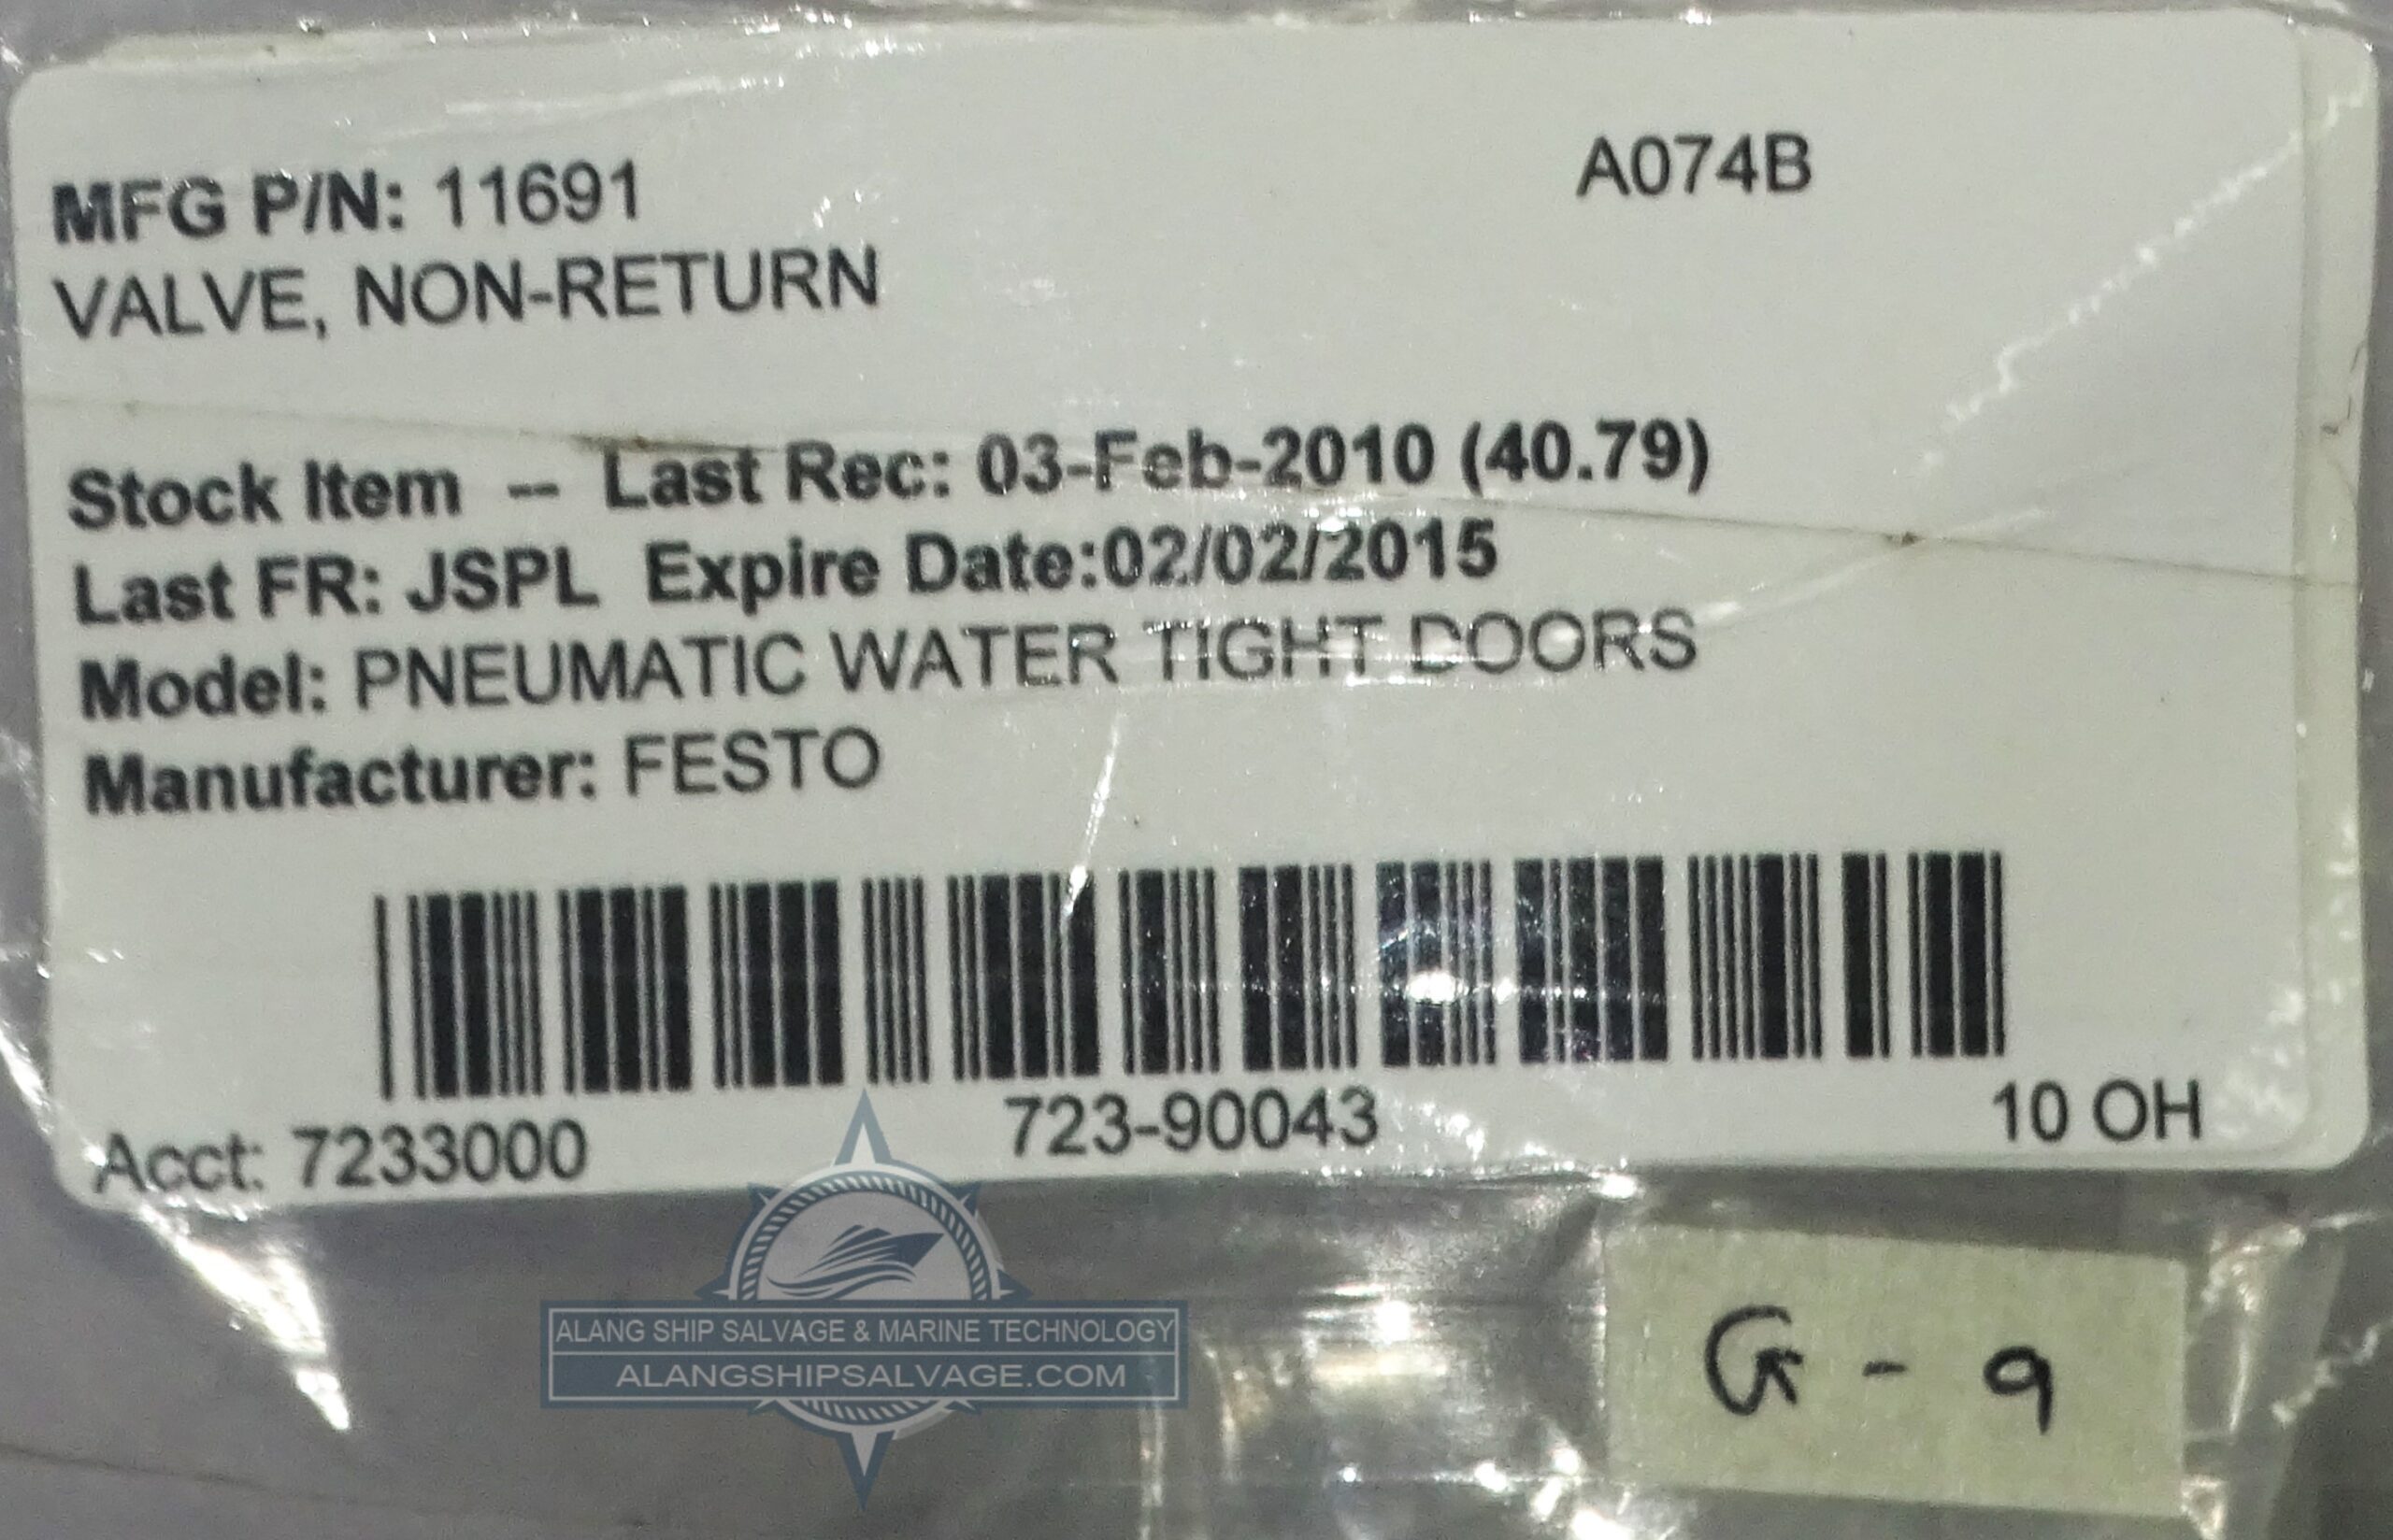 MFG P/N: 11691 A074B
VALVE, NON-RETURN
Stock Item -- Last Rec: 03-Feb-2010 (40.79)
Last FR: JSPL Expire Date:02/02/2015
Model: PNEUMATIC WATER TIGHT DOORS
Manufacturer: FESTO
Acct: 7233000 723-90043 10 OH
ALANG SHIP SALVAGE & MARINE TECHNOLOGY
ALANGSHIPSALVAGE.COM
G - 9